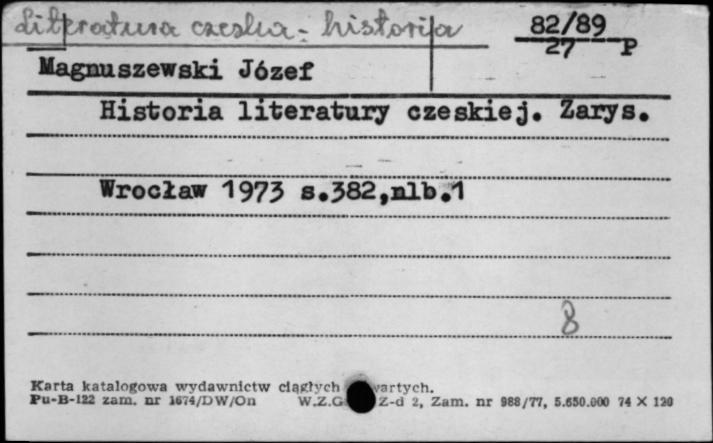 Literatura czeska - historija
82/89
27 P
Magnuszewski Józef
Historia literatury czeskiej. Zarys.
Wrocław 1973 s.382,nlb.1
8
Karta katalogowa wydawnictw ciągłych
Pu-B-122 zam. nr 1674/DW/On W.Z.G Z-d 2, Zam. nr 988/77, 5.650.000 74 X 120